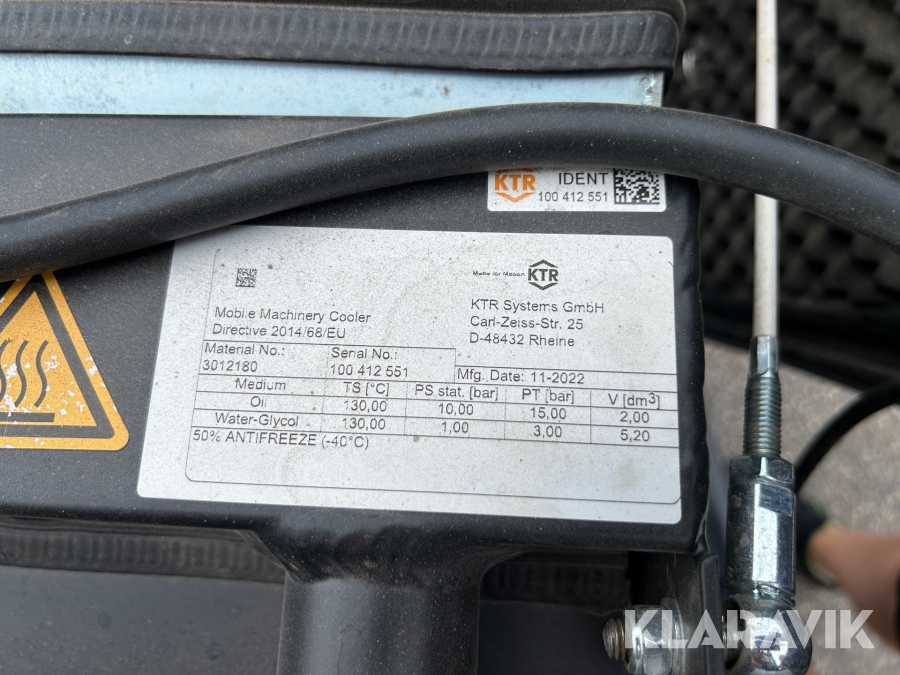 KTR IDENT
100 412 551
Made for Motion KTR
Mobile Machinery Cooler
Directive 2014/68/EU
KTR Systems GmbH
Carl-Zeiss-Str. 25
D-48432 Rheine
Material No.: Serial No.:
3012180 100 412 551 Mfg. Date: 11-2022
Medium TS [°C] PS stat. [bar] PT [bar] V [dm³]
Oil 130,00 10,00 15,00 2,00
Water-Glycol 130,00 1,00 3,00 5,20
50% ANTIFREEZE (-40°C)
KLARAVIK